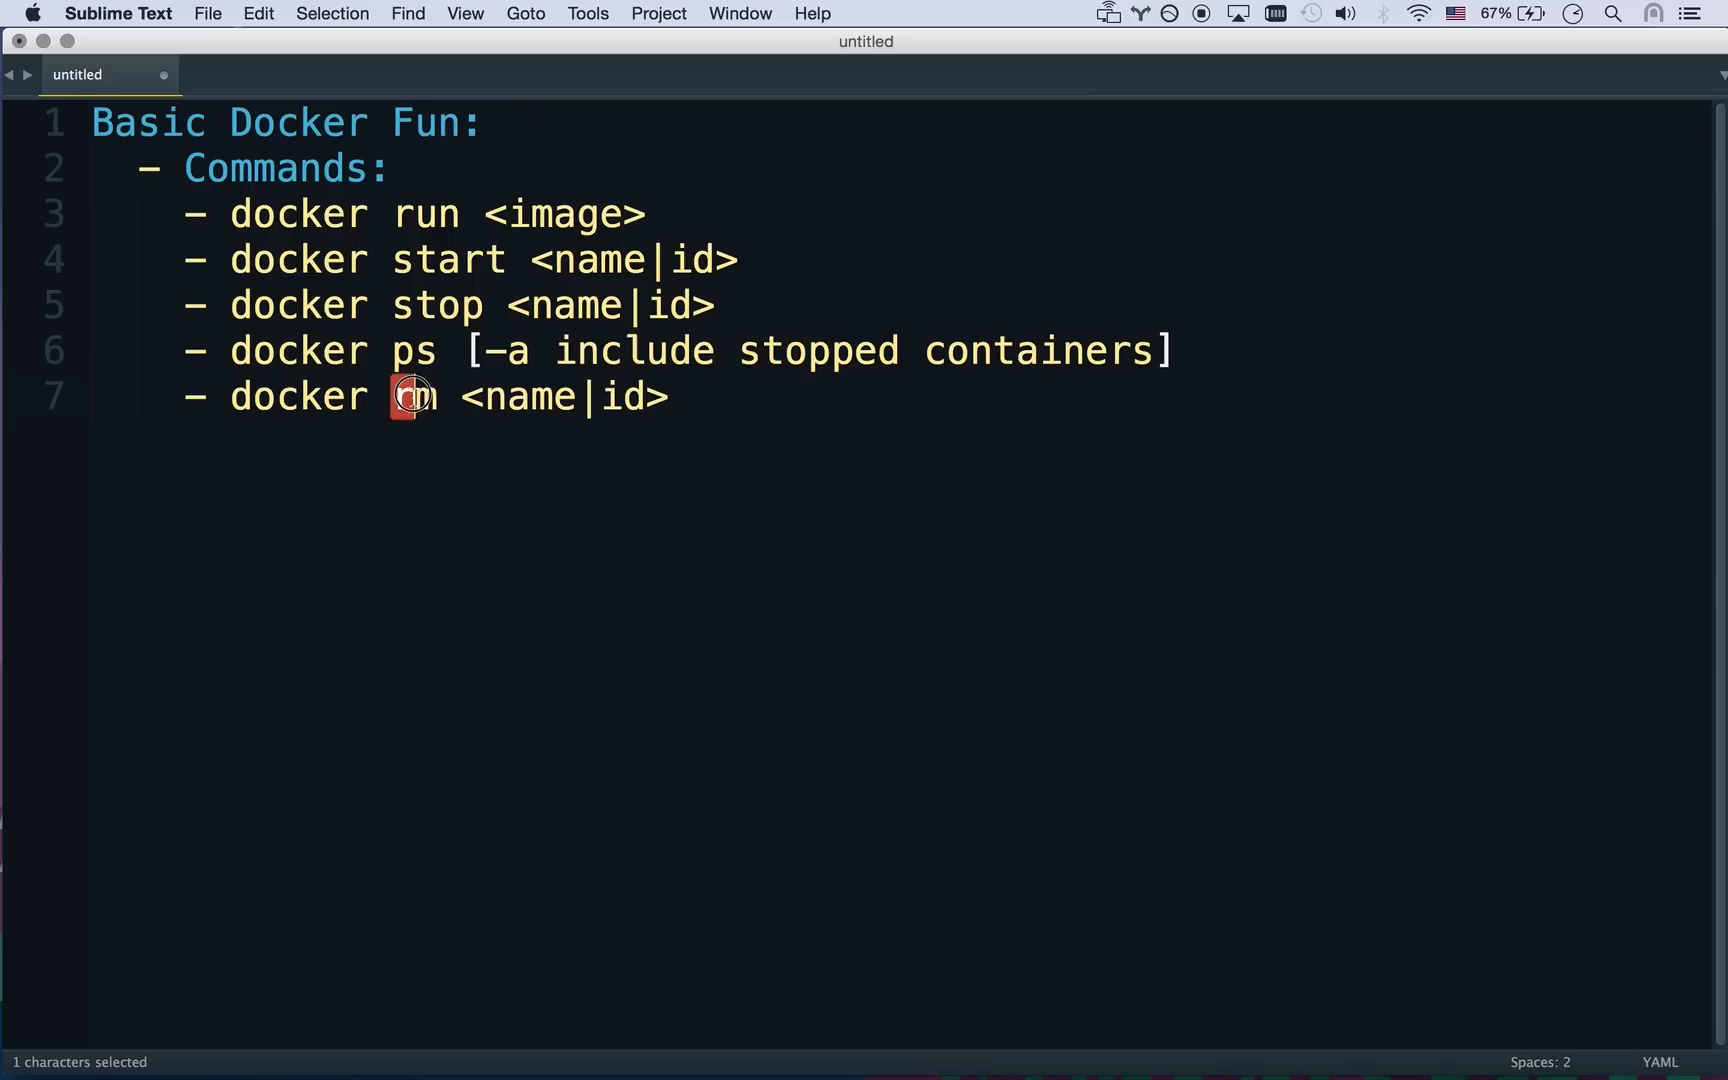 Sublime Text File Edit Selection Find View Goto Tools Project Window Help 67%
untitled
untitled
1 Basic Docker Fun:
2 - Commands:
3 - docker run <image>
4 - docker start <name|id>
5 - docker stop <name|id>
6 - docker ps [-a include stopped containers]
7 - docker rm <name|id>
1 characters selected Spaces: 2 YAML